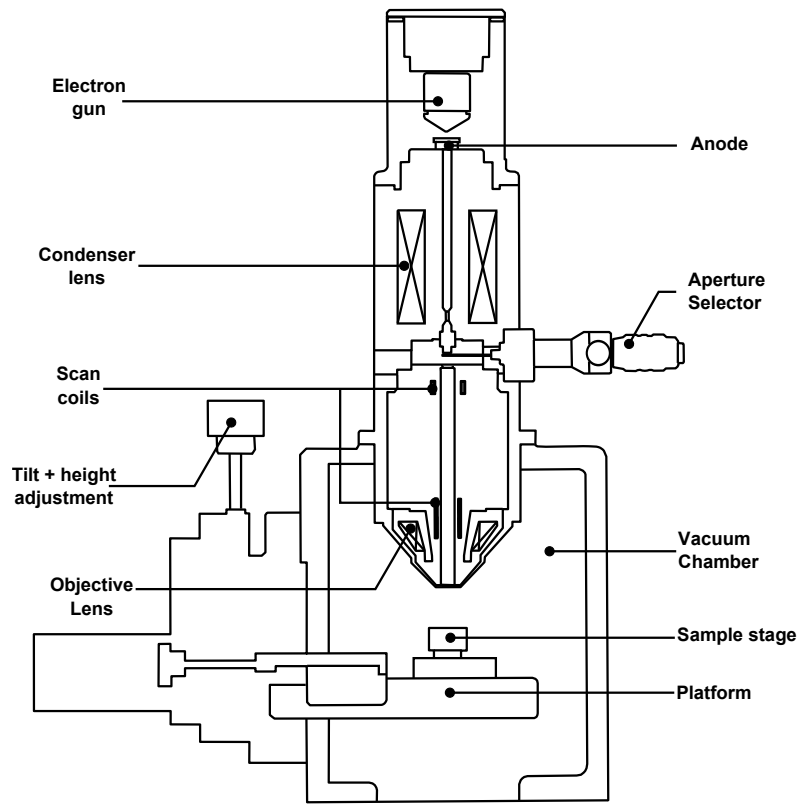 Electron
gun
Anode
Condenser
lens
Aperture
Selector
Scan
coils
Tilt + height
adjustment
Vacuum
Chamber
Objective
Lens
Sample stage
Platform